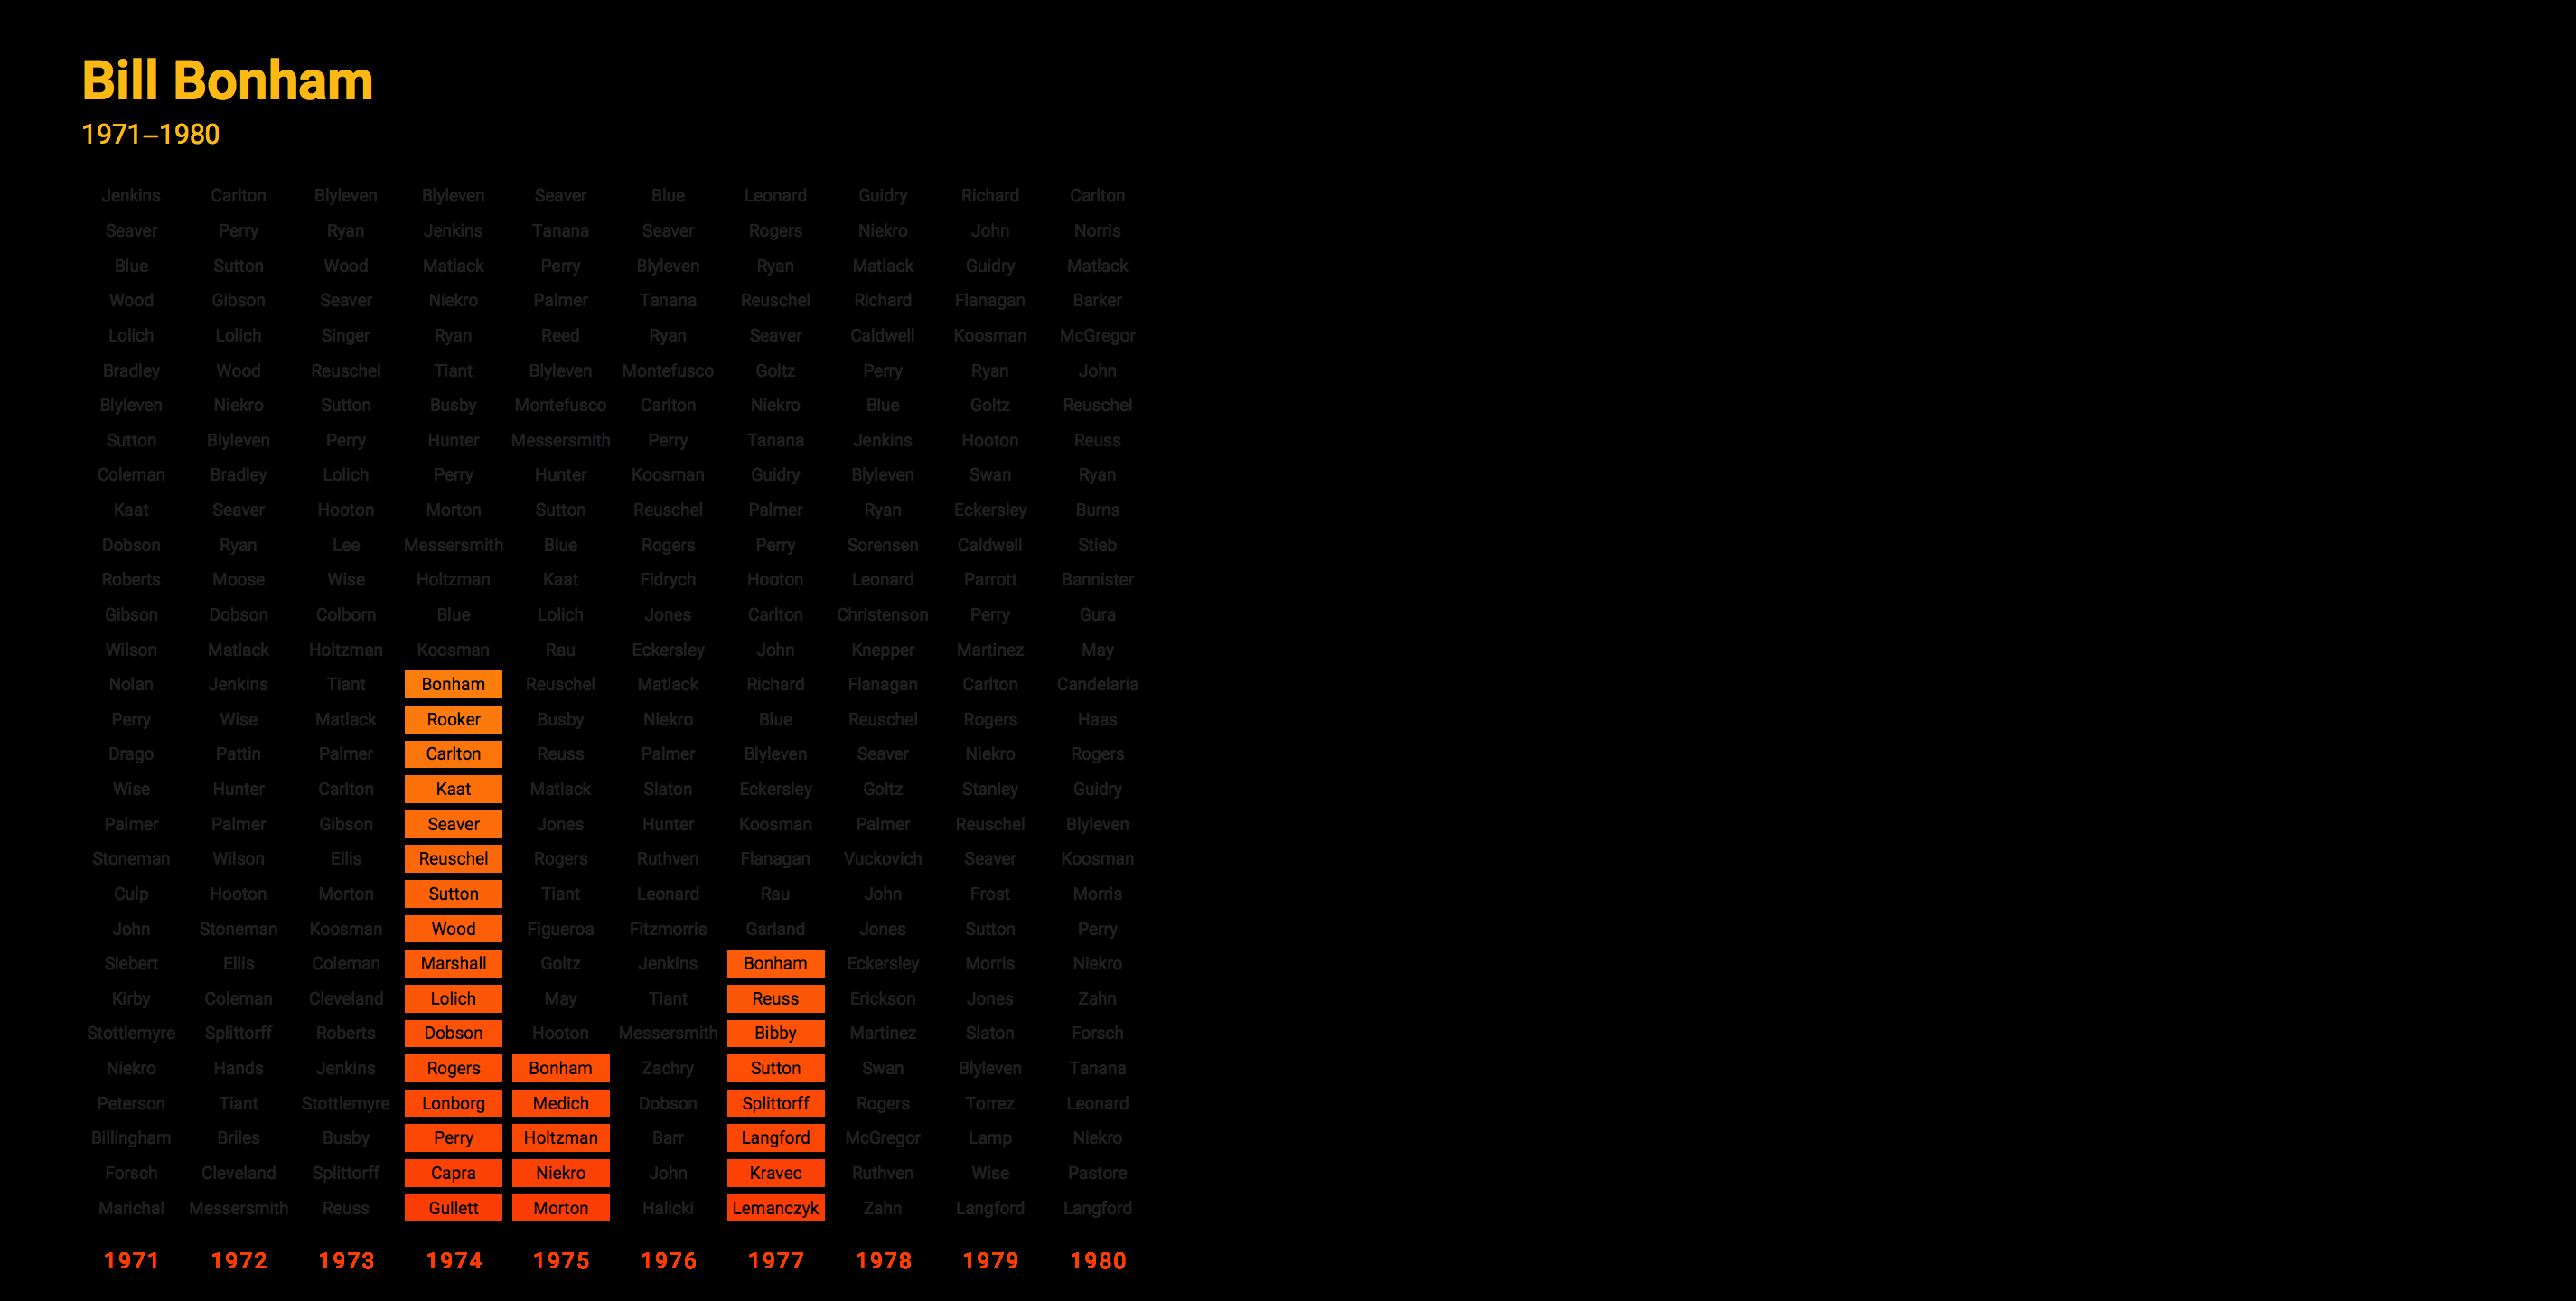 Bill Bonham
1971–1980
Jenkins Carlton Blyleven Blyleven Seaver Blue Leonard Guidry Richard Carlton
Seaver Perry Ryan Jenkins Tanana Seaver Rogers Niekro John Norris
Blue Sutton Wood Matlack Perry Blyleven Ryan Matlack Guidry Matlack
Wood Gibson Seaver Niekro Palmer Tanana Reuschel Richard Flanagan Barker
Lolich Lolich Singer Ryan Reed Ryan Seaver Caldwell Koosman McGregor
Bradley Wood Reuschel Tiant Blyleven Montefusco Goltz Perry Ryan John
Blyleven Niekro Sutton Busby Montefusco Carlton Niekro Blue Goltz Reuschel
Sutton Blyleven Perry Hunter Messersmith Perry Tanana Jenkins Hooton Reuss
Coleman Bradley Lolich Perry Hunter Koosman Guidry Blyleven Swan Ryan
Kaat Seaver Hooton Morton Sutton Reuschel Palmer Ryan Eckersley Burns
Dobson Ryan Lee Messersmith Blue Rogers Perry Sorensen Caldwell Stieb
Roberts Moose Wise Holtzman Kaat Fidrych Hooton Leonard Parrott Bannister
Gibson Dobson Colborn Blue Lolich Jones Carlton Christenson Perry Gura
Wilson Matlack Holtzman Koosman Rau Eckersley John Knepper Martinez May
Nolan Jenkins Tiant Bonham Reuschel Matlack Richard Flanagan Carlton Candelaria
Perry Wise Matlack Rooker Busby Niekro Blue Reuschel Rogers Haas
Drago Pattin Palmer Carlton Reuss Palmer Blyleven Seaver Niekro Rogers
Wise Hunter Carlton Kaat Matlack Slaton Eckersley Goltz Stanley Guidry
Palmer Palmer Gibson Seaver Jones Hunter Koosman Palmer Reuschel Blyleven
Stoneman Wilson Ellis Reuschel Rogers Ruthven Flanagan Vuckovich Seaver Koosman
Culp Hooton Morton Sutton Tiant Leonard Rau John Frost Morris
John Stoneman Koosman Wood Figueroa Fitzmorris Garland Jones Sutton Perry
Siebert Ellis Coleman Marshall Goltz Jenkins Bonham Eckersley Morris Niekro
Kirby Coleman Cleveland Lolich May Tiant Reuss Erickson Jones Zahn
Stottlemyre Splittorff Roberts Dobson Hooton Messersmith Bibby Martinez Slaton Forsch
Niekro Hands Jenkins Rogers Bonham Zachry Sutton Swan Blyleven Tanana
Peterson Tiant Stottlemyre Lonborg Medich Dobson Splittorff Rogers Torrez Leonard
Billingham Briles Busby Perry Holtzman Barr Langford McGregor Lamp Niekro
Forsch Cleveland Splittorff Capra Niekro John Kravec Ruthven Wise Pastore
Marichal Messersmith Reuss Gullett Morton Halicki Lemanczyk Zahn Langford Langford
1971 1972 1973 1974 1975 1976 1977 1978 1979 1980